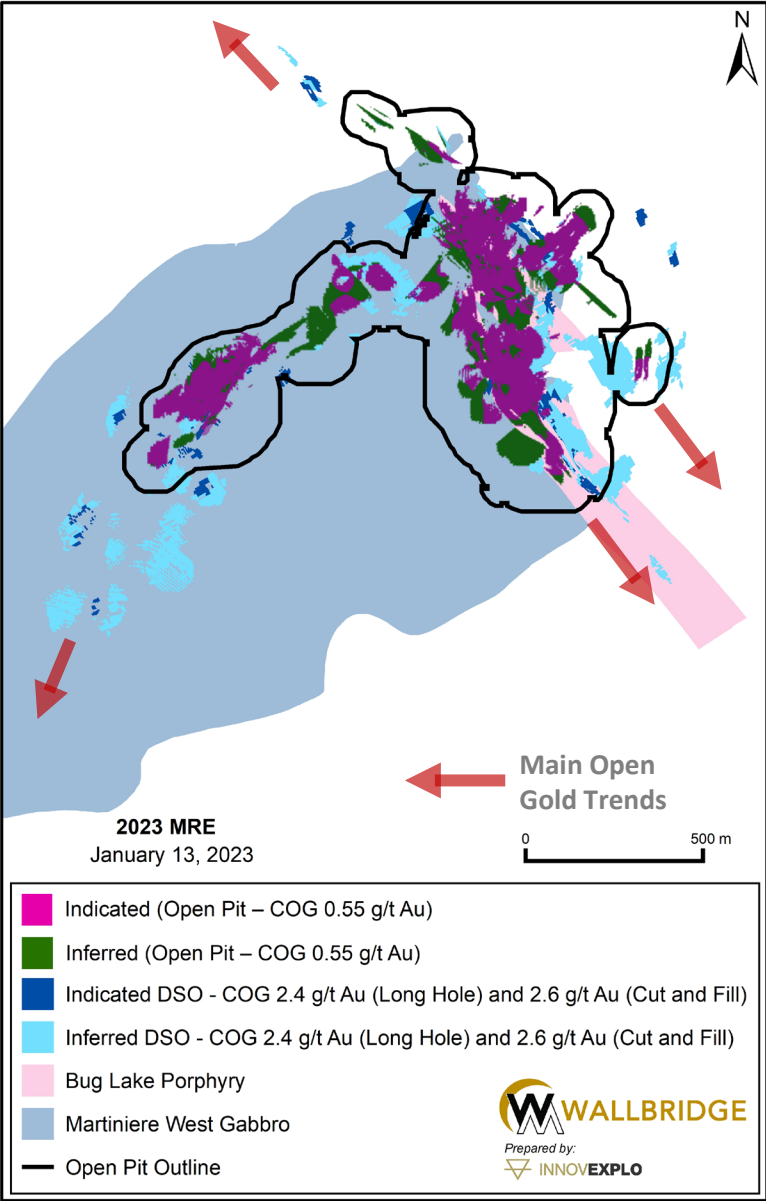 N
Main Open
Gold Trends
2023 MRE
January 13, 2023
0 500 m
Indicated (Open Pit – COG 0.55 g/t Au)
Inferred (Open Pit – COG 0.55 g/t Au)
Indicated DSO - COG 2.4 g/t Au (Long Hole) and 2.6 g/t Au (Cut and Fill)
Inferred DSO - COG 2.4 g/t Au (Long Hole) and 2.6 g/t Au (Cut and Fill)
Bug Lake Porphyry
Martiniere West Gabbro
Open Pit Outline
WALLBRIDGE
Prepared by:
INNOVEXPLO